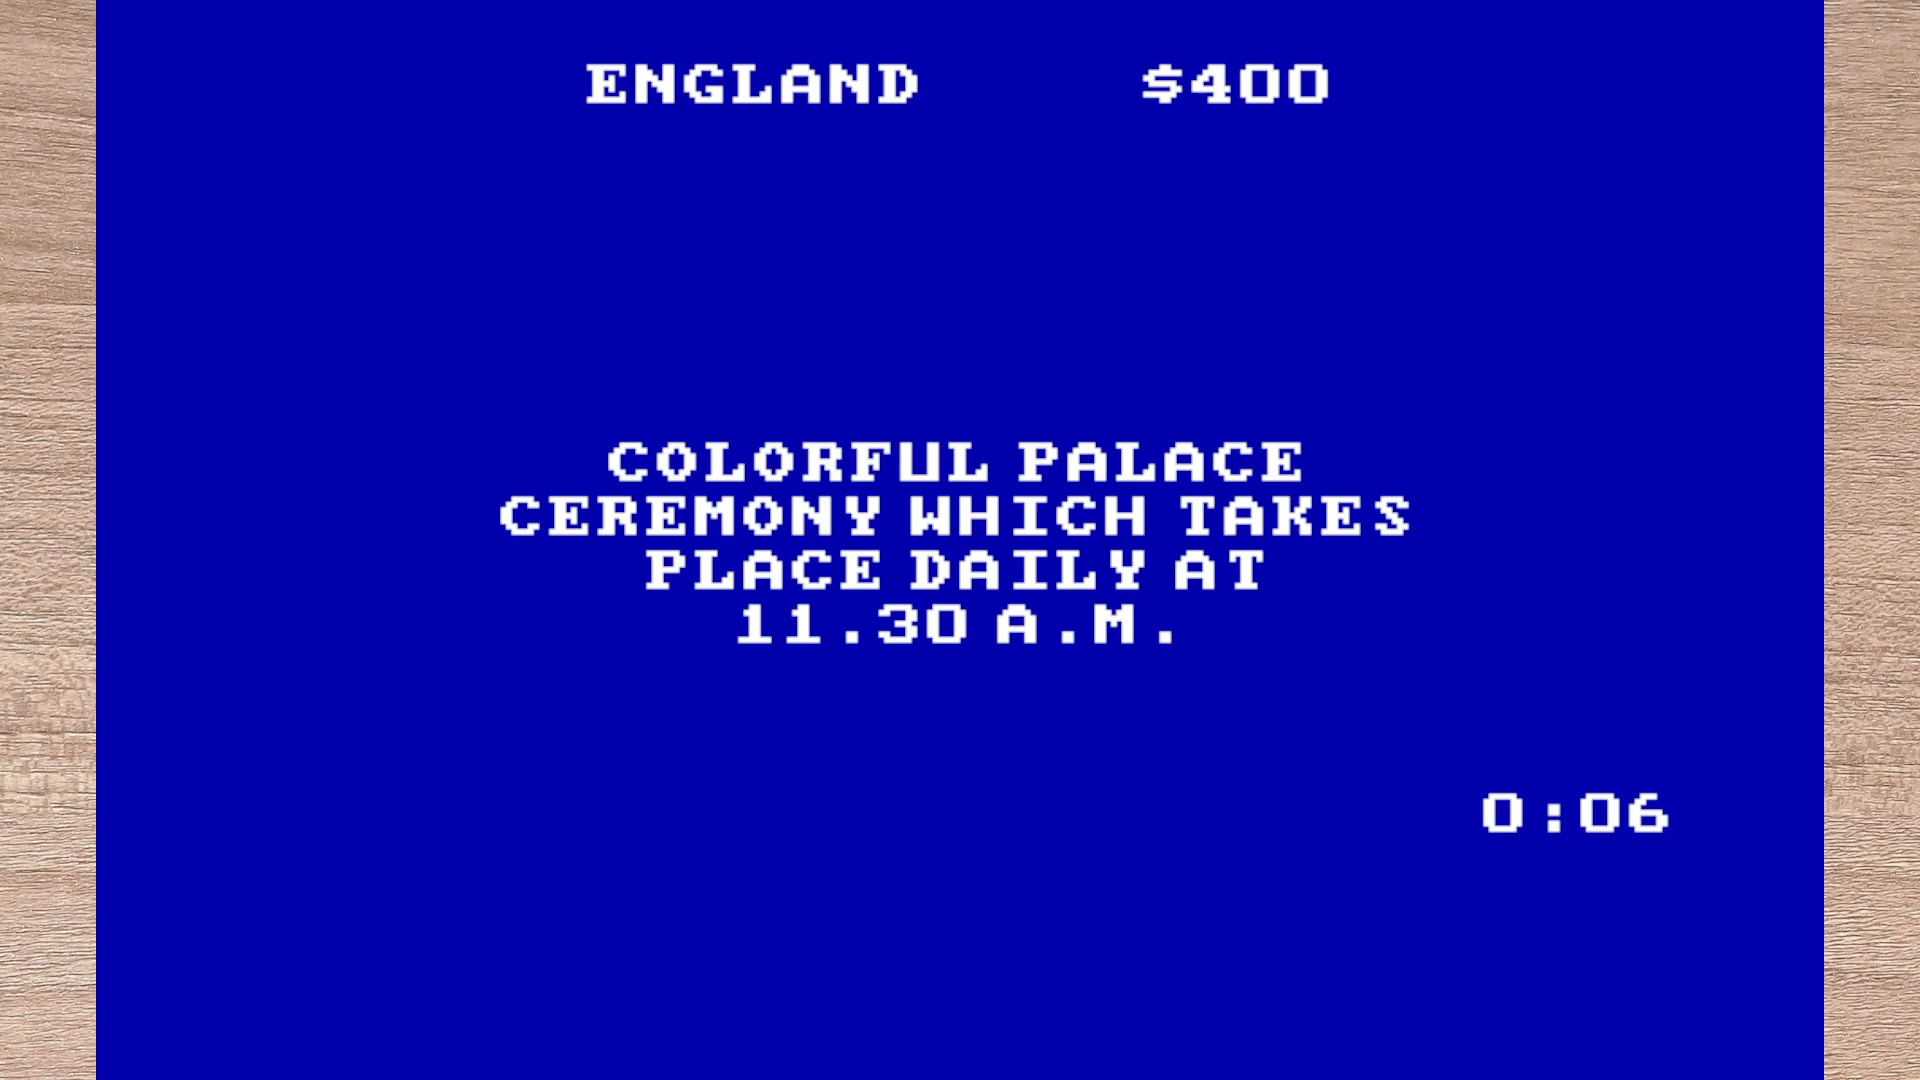 ENGLAND $400
COLORFUL PALACE
CEREMONY WHICH TAKES
PLACE DAILY AT
11.30 A.M.
0:06